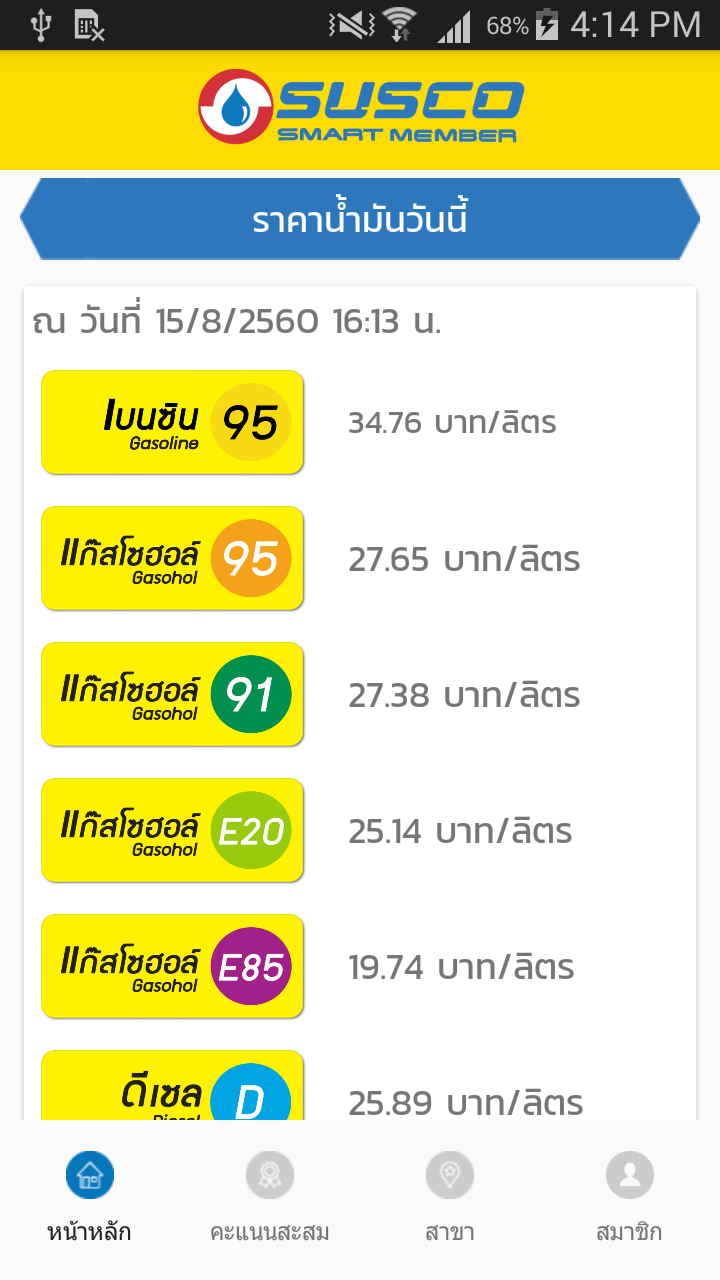 68% 4:14 PM
SUSCO
SMART MEMBER
ราคาน้ำมันวันนี้
ณ วันที่ 15/8/2560 16:13 น.
เบนซิน 95
Gasoline
34.76 บาท/ลิตร
แก๊สโซฮอล์ 95
Gasohol
27.65 บาท/ลิตร
แก๊สโซฮอล์ 91
Gasohol
27.38 บาท/ลิตร
แก๊สโซฮอล์ E20
Gasohol
25.14 บาท/ลิตร
แก๊สโซฮอล์ E85
Gasohol
19.74 บาท/ลิตร
ดีเซล D
Diesel
25.89 บาท/ลิตร
หน้าหลัก คะแนนสะสม สาขา สมาชิก